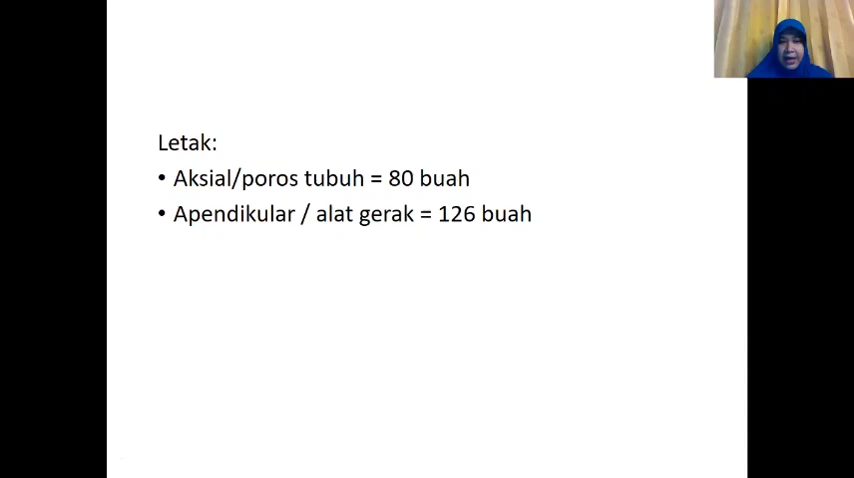 Letak:
• Aksial/poros tubuh = 80 buah
• Apendikular / alat gerak = 126 buah